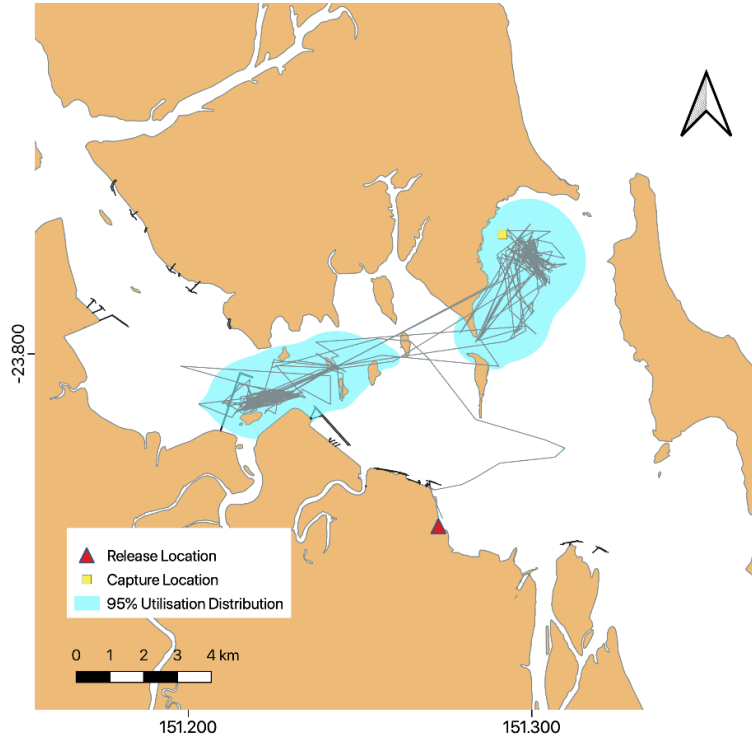 -23.800
Release Location
Capture Location
95% Utilisation Distribution
0 1 2 3 4 km
151.200 151.300